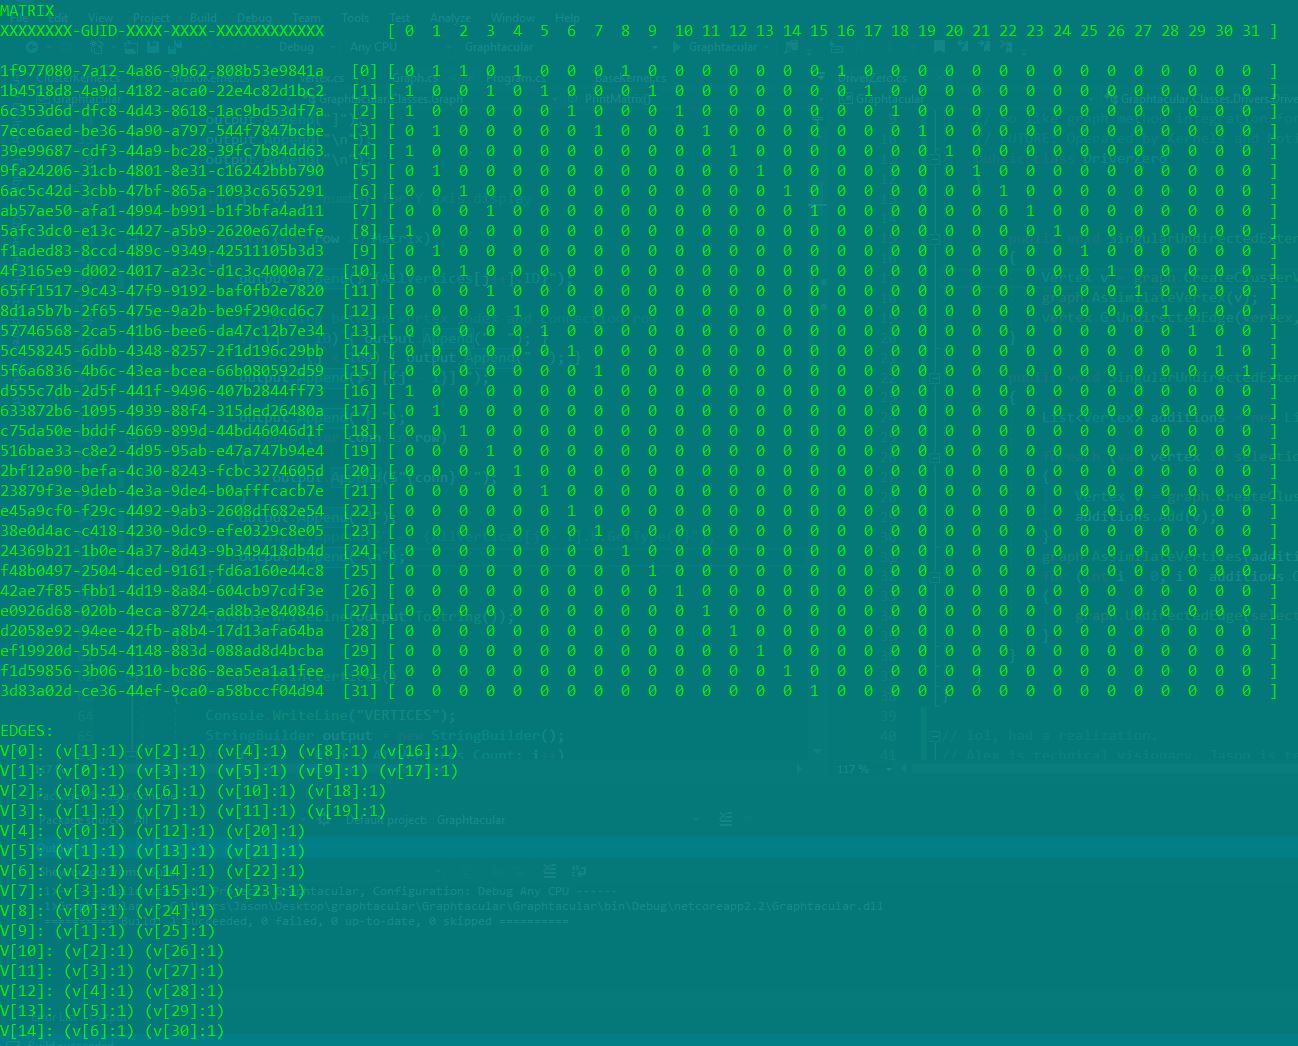 MATRIX
XXXXXXXX-GUID-XXXX-XXXX-XXXXXXXXXXXX [ 0 1 2 3 4 5 6 7 8 9 10 11 12 13 14 15 16 17 18 19 20 21 22 23 24 25 26 27 28 29 30 31 ]
1f977080-7a12-4a86-9b62-808b53e9841a [0] [ 0 1 1 0 1 0 0 0 1 0 0 0 0 0 0 0 1 0 0 0 0 0 0 0 0 0 0 0 0 0 0 0 ]
1b4518d8-4a9d-4182-aca0-22e4c82d1bc2 [1] [ 1 0 0 1 0 1 0 0 0 1 0 0 0 0 0 0 0 1 0 0 0 0 0 0 0 0 0 0 0 0 0 0 ]
6c353d6d-dfc8-4d43-8618-1ac9bd53df7a [2] [ 1 0 0 0 0 0 1 0 0 0 1 0 0 0 0 0 0 0 1 0 0 0 0 0 0 0 0 0 0 0 0 0 ]
7ece6aed-be36-4a90-a797-544f7847bcbe [3] [ 0 1 0 0 0 0 0 1 0 0 0 1 0 0 0 0 0 0 0 1 0 0 0 0 0 0 0 0 0 0 0 0 ]
39e99687-cdf3-44a9-bc28-39fc7b84dd63 [4] [ 1 0 0 0 0 0 0 0 0 0 0 0 1 0 0 0 0 0 0 0 1 0 0 0 0 0 0 0 0 0 0 0 ]
9fa24206-31cb-4801-8e31-c16242bbb790 [5] [ 0 1 0 0 0 0 0 0 0 0 0 0 0 1 0 0 0 0 0 0 0 1 0 0 0 0 0 0 0 0 0 0 ]
6ac5c42d-3cbb-47bf-865a-1093c6565291 [6] [ 0 0 1 0 0 0 0 0 0 0 0 0 0 0 1 0 0 0 0 0 0 0 1 0 0 0 0 0 0 0 0 0 ]
ab57ae50-afa1-4994-b991-b1f3bfa4ad11 [7] [ 0 0 0 1 0 0 0 0 0 0 0 0 0 0 0 1 0 0 0 0 0 0 0 1 0 0 0 0 0 0 0 0 ]
5afc3dc0-e13c-4427-a5b9-2620e67ddefe [8] [ 1 0 0 0 0 0 0 0 0 0 0 0 0 0 0 0 0 0 0 0 0 0 0 0 1 0 0 0 0 0 0 0 ]
f1aded83-8ccd-489c-9349-42511105b3d3 [9] [ 0 1 0 0 0 0 0 0 0 0 0 0 0 0 0 0 0 0 0 0 0 0 0 0 0 1 0 0 0 0 0 0 ]
4f3165e9-d002-4017-a23c-d1c3c4000a72 [10] [ 0 0 1 0 0 0 0 0 0 0 0 0 0 0 0 0 0 0 0 0 0 0 0 0 0 0 1 0 0 0 0 0 ]
65ff1517-9c43-47f9-9192-baf0fb2e7820 [11] [ 0 0 0 1 0 0 0 0 0 0 0 0 0 0 0 0 0 0 0 0 0 0 0 0 0 0 0 1 0 0 0 0 ]
8d1a5b7b-2f65-475e-9a2b-be9f290cd6c7 [12] [ 0 0 0 0 1 0 0 0 0 0 0 0 0 0 0 0 0 0 0 0 0 0 0 0 0 0 0 0 1 0 0 0 ]
57746568-2ca5-41b6-bee6-da47c12b7e34 [13] [ 0 0 0 0 0 1 0 0 0 0 0 0 0 0 0 0 0 0 0 0 0 0 0 0 0 0 0 0 0 1 0 0 ]
5c458245-6dbb-4348-8257-2f1d196c29bb [14] [ 0 0 0 0 0 0 1 0 0 0 0 0 0 0 0 0 0 0 0 0 0 0 0 0 0 0 0 0 0 0 1 0 ]
5f6a6836-4b6c-43ea-bcea-66b080592d59 [15] [ 0 0 0 0 0 0 0 1 0 0 0 0 0 0 0 0 0 0 0 0 0 0 0 0 0 0 0 0 0 0 0 1 ]
d555c7db-2d5f-441f-9496-407b2844ff73 [16] [ 1 0 0 0 0 0 0 0 0 0 0 0 0 0 0 0 0 0 0 0 0 0 0 0 0 0 0 0 0 0 0 0 ]
633872b6-1095-4939-88f4-315ded26480a [17] [ 0 1 0 0 0 0 0 0 0 0 0 0 0 0 0 0 0 0 0 0 0 0 0 0 0 0 0 0 0 0 0 0 ]
c75da50e-bddf-4669-899d-44bd46046d1f [18] [ 0 0 1 0 0 0 0 0 0 0 0 0 0 0 0 0 0 0 0 0 0 0 0 0 0 0 0 0 0 0 0 0 ]
516bae33-c8e2-4d95-95ab-e47a747b94e4 [19] [ 0 0 0 1 0 0 0 0 0 0 0 0 0 0 0 0 0 0 0 0 0 0 0 0 0 0 0 0 0 0 0 0 ]
2bf12a90-befa-4c30-8243-fcbc3274605d [20] [ 0 0 0 0 1 0 0 0 0 0 0 0 0 0 0 0 0 0 0 0 0 0 0 0 0 0 0 0 0 0 0 0 ]
23879f3e-9deb-4e3a-9de4-b0afffcacb7e [21] [ 0 0 0 0 0 1 0 0 0 0 0 0 0 0 0 0 0 0 0 0 0 0 0 0 0 0 0 0 0 0 0 0 ]
e45a9cf0-f29c-4492-9ab3-2608df682e54 [22] [ 0 0 0 0 0 0 1 0 0 0 0 0 0 0 0 0 0 0 0 0 0 0 0 0 0 0 0 0 0 0 0 0 ]
38e0d4ac-c418-4230-9dc9-efe0329c8e05 [23] [ 0 0 0 0 0 0 0 1 0 0 0 0 0 0 0 0 0 0 0 0 0 0 0 0 0 0 0 0 0 0 0 0 ]
24369b21-1b0e-4a37-8d43-9b349418db4d [24] [ 0 0 0 0 0 0 0 0 1 0 0 0 0 0 0 0 0 0 0 0 0 0 0 0 0 0 0 0 0 0 0 0 ]
f48b0497-2504-4ced-9161-fd6a160e44c8 [25] [ 0 0 0 0 0 0 0 0 0 1 0 0 0 0 0 0 0 0 0 0 0 0 0 0 0 0 0 0 0 0 0 0 ]
42ae7f85-fbb1-4d19-8a84-604cb97cdf3e [26] [ 0 0 0 0 0 0 0 0 0 0 1 0 0 0 0 0 0 0 0 0 0 0 0 0 0 0 0 0 0 0 0 0 ]
e0926d68-020b-4eca-8724-ad8b3e840846 [27] [ 0 0 0 0 0 0 0 0 0 0 0 1 0 0 0 0 0 0 0 0 0 0 0 0 0 0 0 0 0 0 0 0 ]
d2058e92-94ee-42fb-a8b4-17d13afa64ba [28] [ 0 0 0 0 0 0 0 0 0 0 0 0 1 0 0 0 0 0 0 0 0 0 0 0 0 0 0 0 0 0 0 0 ]
ef19920d-5b54-4148-883d-088ad8d4bcba [29] [ 0 0 0 0 0 0 0 0 0 0 0 0 0 1 0 0 0 0 0 0 0 0 0 0 0 0 0 0 0 0 0 0 ]
f1d59856-3b06-4310-bc86-8ea5ea1a1fee [30] [ 0 0 0 0 0 0 0 0 0 0 0 0 0 0 1 0 0 0 0 0 0 0 0 0 0 0 0 0 0 0 0 0 ]
3d83a02d-ce36-44ef-9ca0-a58bccf04d94 [31] [ 0 0 0 0 0 0 0 0 0 0 0 0 0 0 0 1 0 0 0 0 0 0 0 0 0 0 0 0 0 0 0 0 ]
Console.WriteLine("VERTICES");
StringBuilder output = new StringBuilder();
// lol, had a realization.
EDGES:
V[0]: (v[1]:1) (v[2]:1) (v[4]:1) (v[8]:1) (v[16]:1)
V[1]: (v[0]:1) (v[3]:1) (v[5]:1) (v[9]:1) (v[17]:1)
V[2]: (v[0]:1) (v[6]:1) (v[10]:1) (v[18]:1)
V[3]: (v[1]:1) (v[7]:1) (v[11]:1) (v[19]:1)
V[4]: (v[0]:1) (v[12]:1) (v[20]:1)
V[5]: (v[1]:1) (v[13]:1) (v[21]:1)
V[6]: (v[2]:1) (v[14]:1) (v[22]:1)
V[7]: (v[3]:1) (v[15]:1) (v[23]:1)
V[8]: (v[0]:1) (v[24]:1)
V[9]: (v[1]:1) (v[25]:1)
V[10]: (v[2]:1) (v[26]:1)
V[11]: (v[3]:1) (v[27]:1)
V[12]: (v[4]:1) (v[28]:1)
V[13]: (v[5]:1) (v[29]:1)
V[14]: (v[6]:1) (v[30]:1)